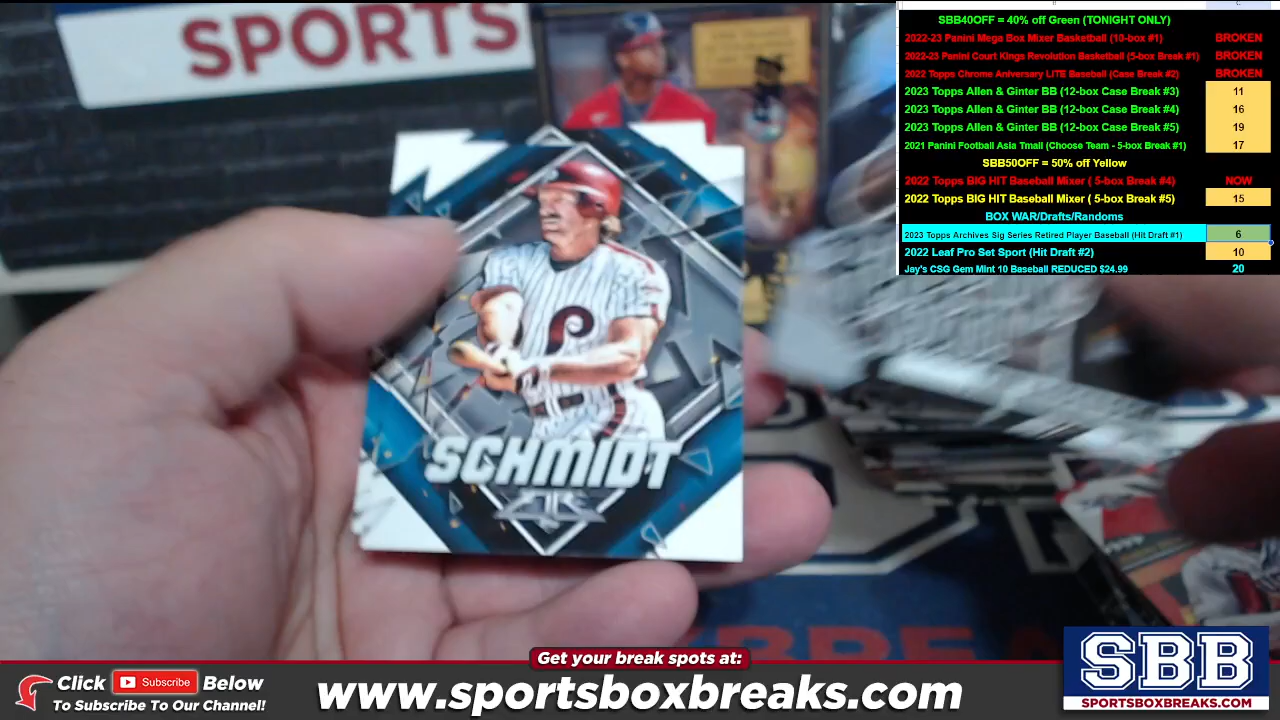 SPORTS
SBB40OFF = 40% off Green (TONIGHT ONLY)
2022-23 Panini Mega Box Mixer Basketball (10-box #1) BROKEN
2022-23 Panini Court Kings Revolution Basketball (5-box Break #1) BROKEN
2022 Topps Chrome Aniversary LITE Baseball (Case Break #2) BROKEN
2023 Topps Allen & Ginter BB (12-box Case Break #3) 11
2023 Topps Allen & Ginter BB (12-box Case Break #4) 16
2023 Topps Allen & Ginter BB (12-box Case Break #5) 19
2021 Panini Football Asia Tmall (Choose Team - 5-box Break #1) 17
SBB50OFF = 50% off Yellow
2022 Topps BIG HIT Baseball Mixer ( 5-box Break #4) NOW
2022 Topps BIG HIT Baseball Mixer ( 5-box Break #5) 15
BOX WAR/Drafts/Randoms
2023 Topps Archives Sig Series Retired Player Baseball (Hit Draft #1) 6
2022 Leaf Pro Set Sport (Hit Draft #2) 10
Jay's CSG Gem Mint 10 Baseball REDUCED $24.99 20
P
SCHMIDT
FIRE
Get your break spots at:
Click Subscribe Below
To Subscribe To Our Channel!
www.sportsboxbreaks.com
SBB
SPORTSBOXBREAKS.COM